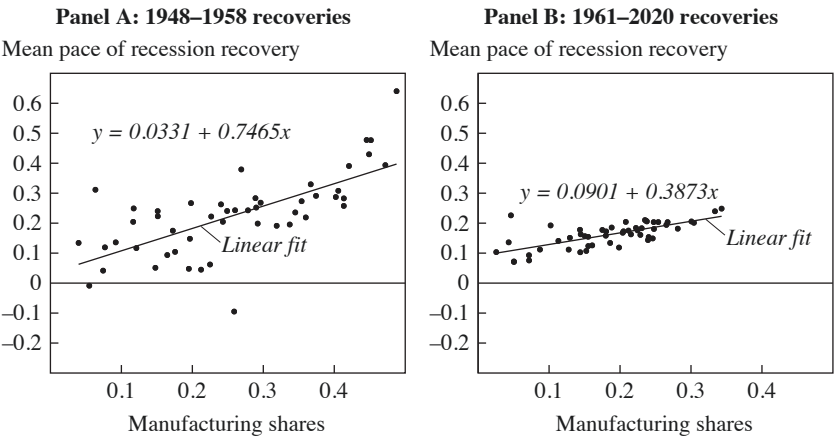 Panel A: 1948–1958 recoveries
Mean pace of recession recovery
0.6
0.5
0.4
0.3
0.2
0.1
0
–0.1
–0.2
y = 0.0331 + 0.7465x
Linear fit
0.1 0.2 0.3 0.4
Manufacturing shares
Panel B: 1961–2020 recoveries
Mean pace of recession recovery
0.6
0.5
0.4
0.3
0.2
0.1
0
–0.1
–0.2
y = 0.0901 + 0.3873x
Linear fit
0.1 0.2 0.3 0.4
Manufacturing shares